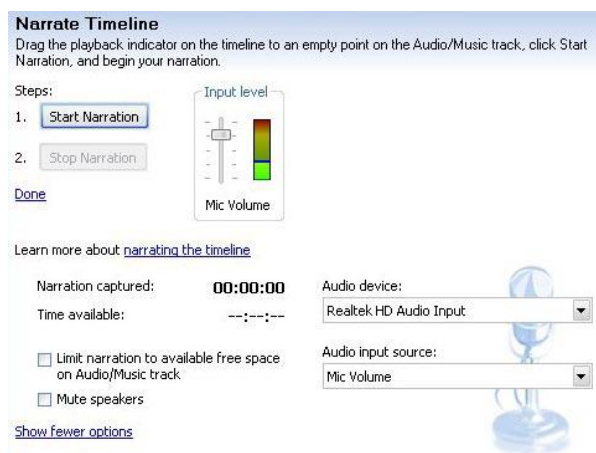 Narrate Timeline
Drag the playback indicator on the timeline to an empty point on the Audio/Music track, click Start
Narration, and begin your narration.
Steps:
1. Start Narration
2. Stop Narration
Done
Input level
Mic Volume
Learn more about narrating the timeline
Narration captured: 00:00:00
Time available: --:--:--
Limit narration to available free space
on Audio/Music track
Mute speakers
Audio device:
Realtek HD Audio Input
Audio input source:
Mic Volume
Show fewer options